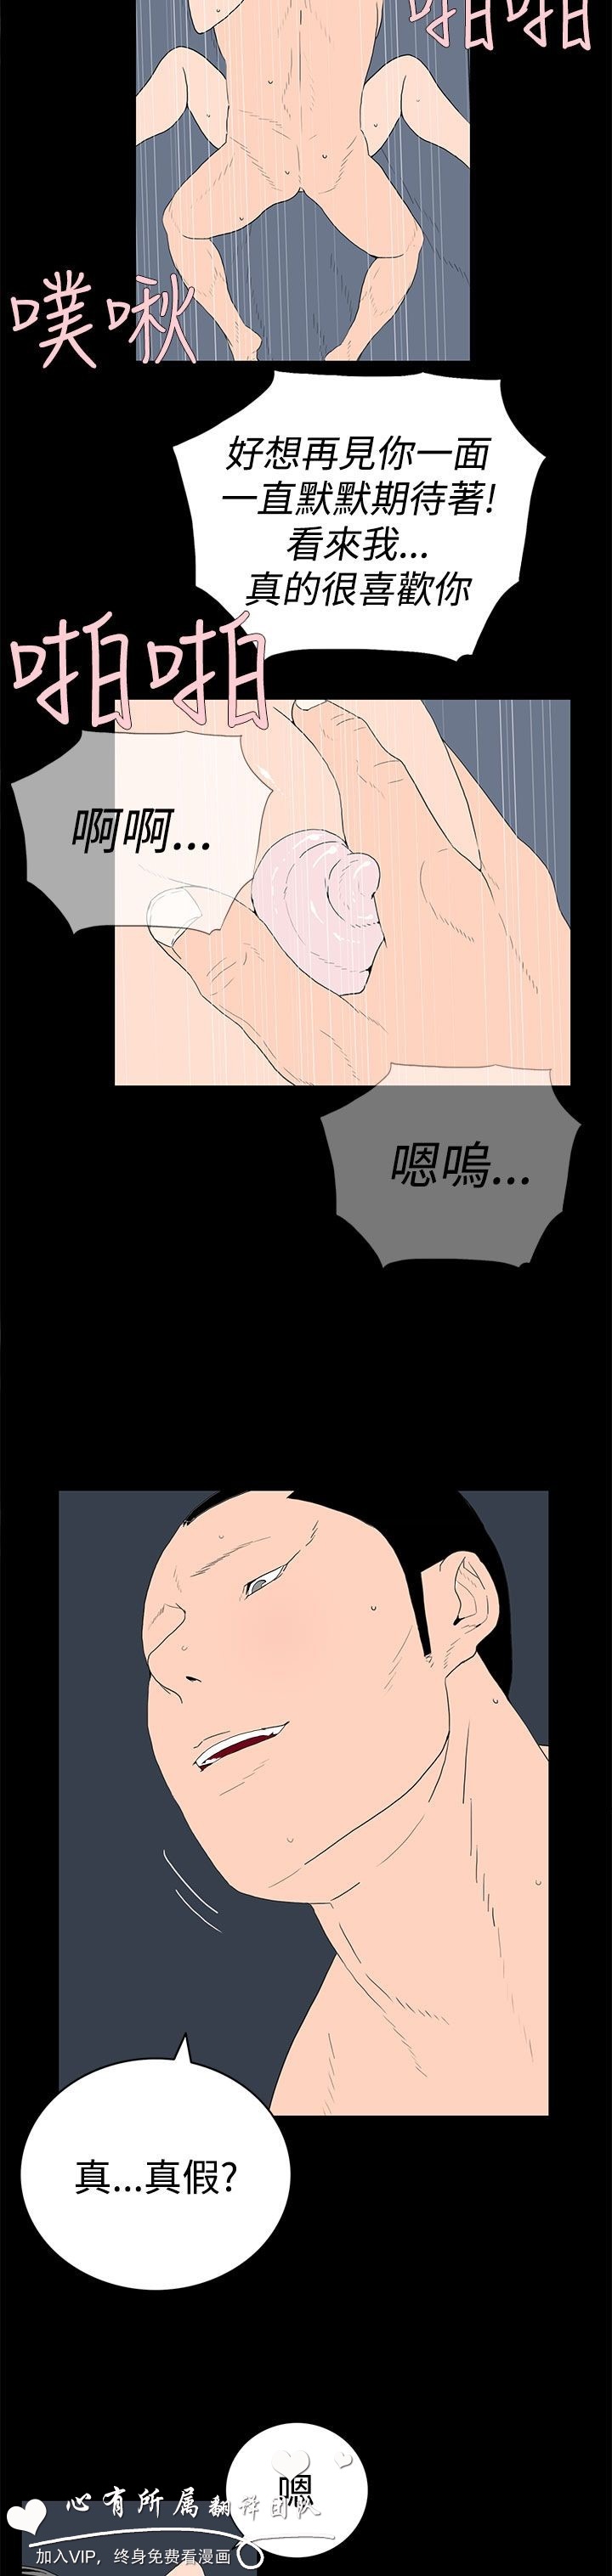 啪啪
噗啾
好想再見你一面
一直默默期待著!
看來我...
真的很喜歡你
啪啪
啊啊...
嗯嗚...
真...真假?
嗯
心有所属翻译团队
加入VIP，终身免费看漫画